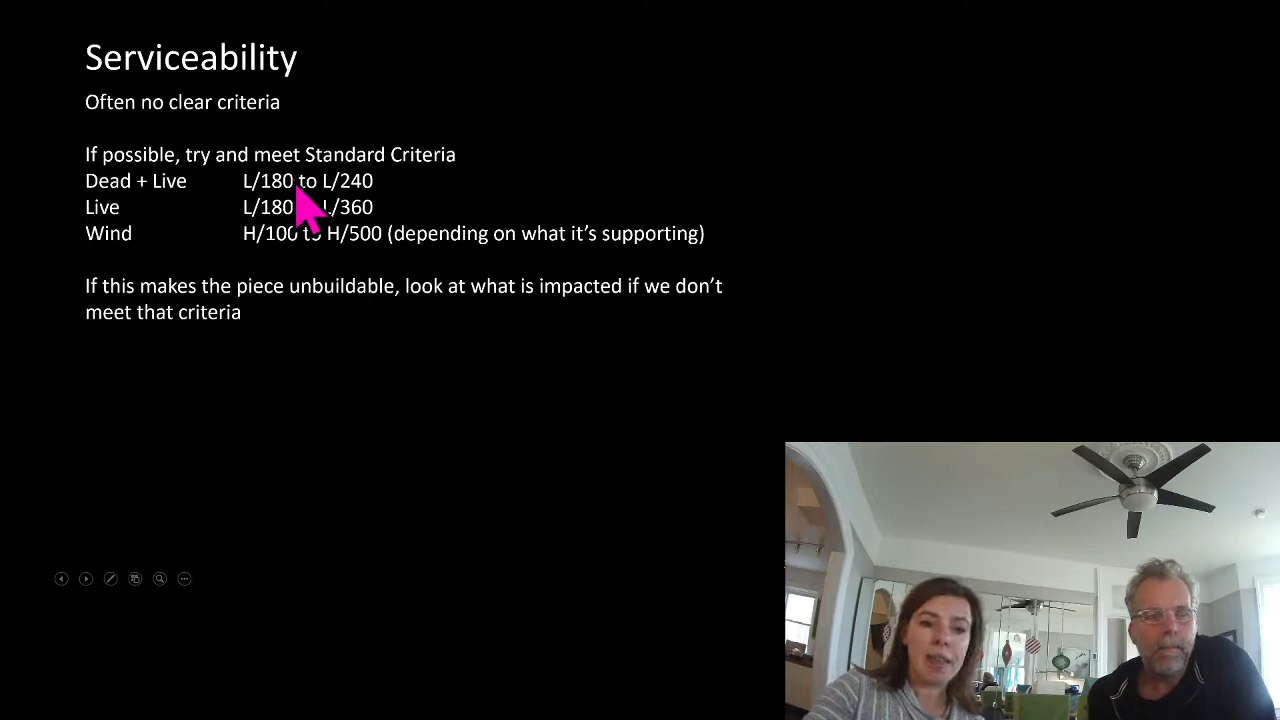 Serviceability
Often no clear criteria
If possible, try and meet Standard Criteria
Dead + Live L/180 to L/240
Live L/180 L/360
Wind H/100 to H/500 (depending on what it's supporting)
If this makes the piece unbuildable, look at what is impacted if we don't
meet that criteria